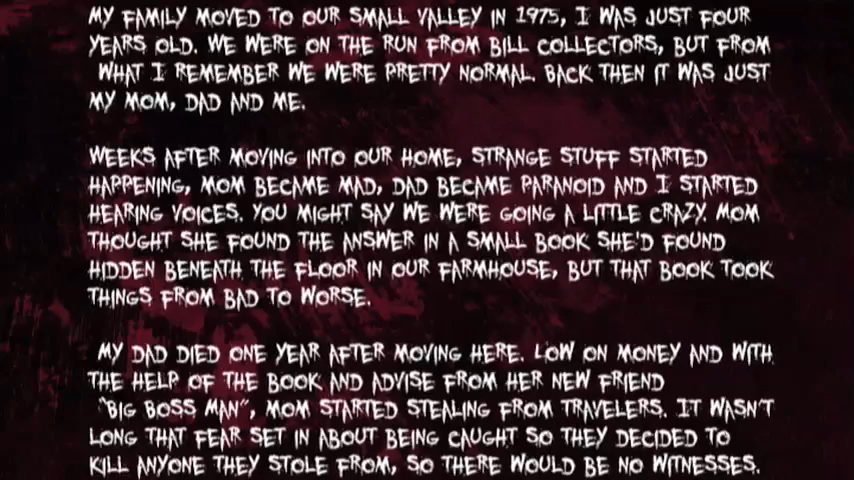 MY FAMILY MOVED TO OUR SMALL VALLEY IN 1975, I WAS JUST FOUR
YEARS OLD. WE WERE ON THE RUN FROM BILL COLLECTORS, BUT FROM
WHAT I REMEMBER WE WERE PRETTY NORMAL. BACK THEN IT WAS JUST
MY MOM, DAD AND ME.
WEEKS AFTER MOVING INTO OUR HOME, STRANGE STUFF STARTED
HAPPENING, MOM BECAME MAD, DAD BECAME PARANOID AND I STARTED
HEARING VOICES. YOU MIGHT SAY WE WERE GOING A LITTLE CRAZY. MOM
THOUGHT SHE FOUND THE ANSWER IN A SMALL BOOK SHE'D FOUND
HIDDEN BENEATH THE FLOOR IN OUR FARMHOUSE, BUT THAT BOOK TOOK
THINGS FROM BAD TO WORSE.
MY DAD DIED ONE YEAR AFTER MOVING HERE. LOW ON MONEY AND WITH
THE HELP OF THE BOOK AND ADVISE FROM HER NEW FRIEND
"BIG BOSS MAN", MOM STARTED STEALING FROM TRAVELERS. IT WASN'T
LONG THAT FEAR SET IN ABOUT BEING CAUGHT SO THEY DECIDED TO
KILL ANYONE THEY STOLE FROM, SO THERE WOULD BE NO WITNESSES.